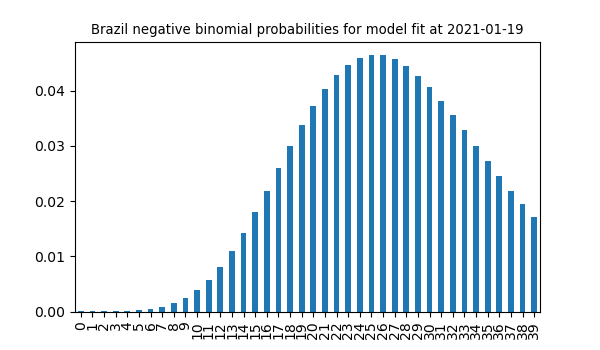 Brazil negative binomial probabilities for model fit at 2021-01-19
0.04
0.03
0.02
0.01
0.00
0 1 2 3 4 5 6 7 8 9 10 11 12 13 14 15 16 17 18 19 20 21 22 23 24 25 26 27 28 29 30 31 32 33 34 35 36 37 38 39